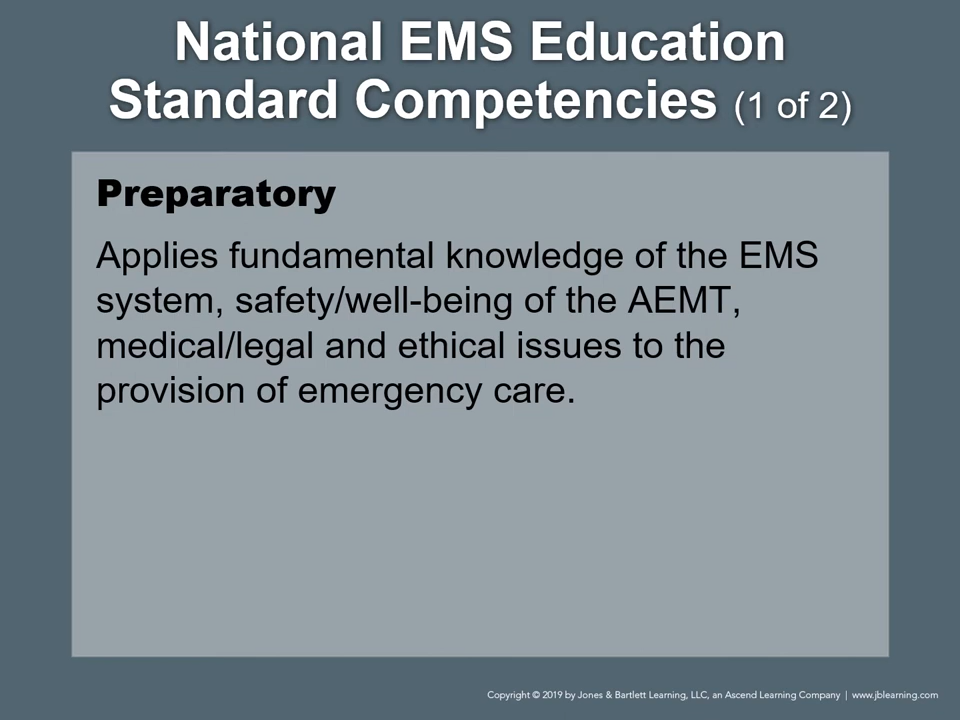 National EMS Education
Standard Competencies (1 of 2)
Preparatory
Applies fundamental knowledge of the EMS
system, safety/well-being of the AEMT,
medical/legal and ethical issues to the
provision of emergency care.
Copyright © 2019 by Jones & Bartlett Learning, LLC, an Ascend Learning Company | www.jblearning.com